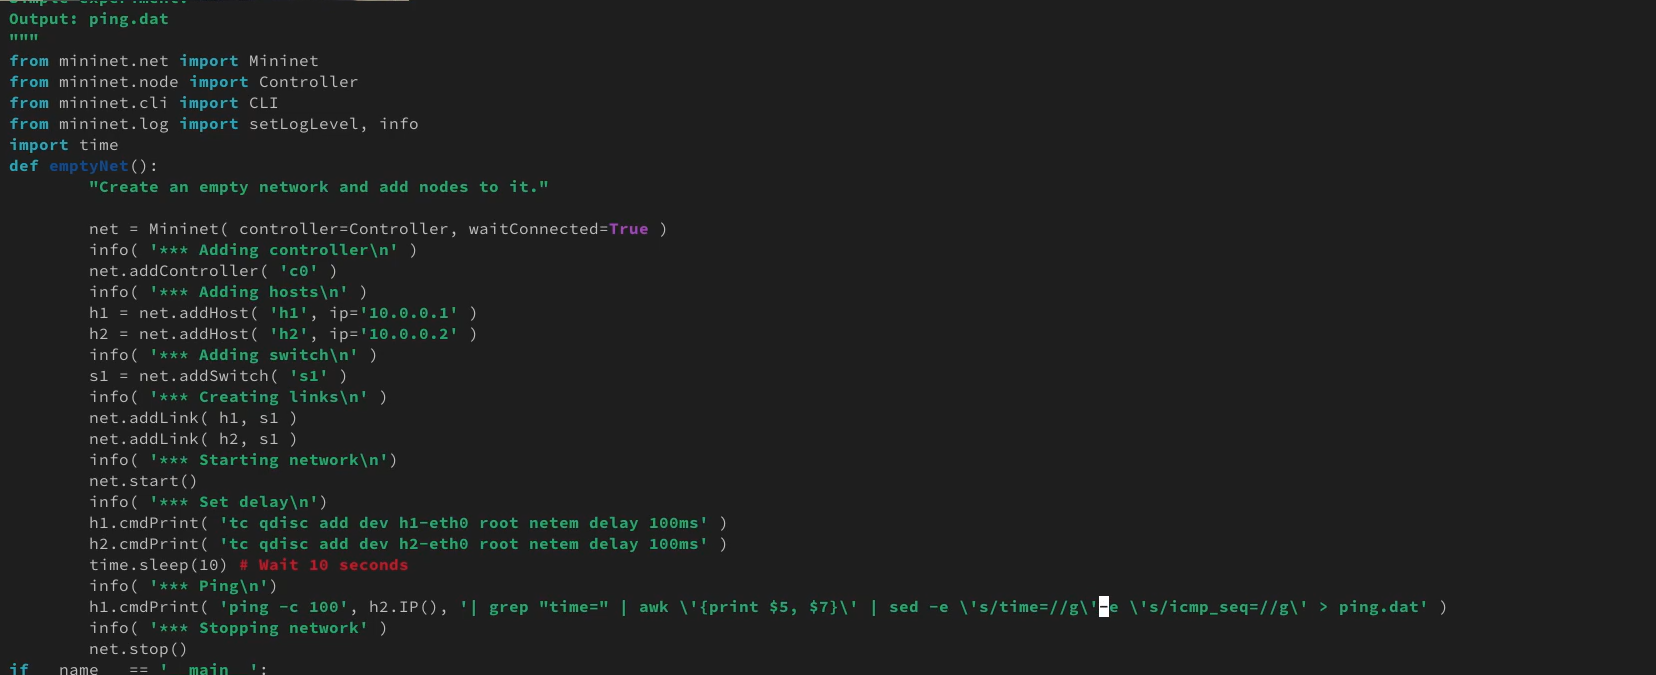 Simple experiment.
Output: ping.dat
"""
from mininet.net import Mininet
from mininet.node import Controller
from mininet.cli import CLI
from mininet.log import setLogLevel, info
import time
def emptyNet():
        "Create an empty network and add nodes to it."

        net = Mininet( controller=Controller, waitConnected=True )
        info( '*** Adding controller\n' )
        net.addController( 'c0' )
        info( '*** Adding hosts\n' )
        h1 = net.addHost( 'h1', ip='10.0.0.1' )
        h2 = net.addHost( 'h2', ip='10.0.0.2' )
        info( '*** Adding switch\n' )
        s1 = net.addSwitch( 's1' )
        info( '*** Creating links\n' )
        net.addLink( h1, s1 )
        net.addLink( h2, s1 )
        info( '*** Starting network\n')
        net.start()
        info( '*** Set delay\n')
        h1.cmdPrint( 'tc qdisc add dev h1-eth0 root netem delay 100ms' )
        h2.cmdPrint( 'tc qdisc add dev h2-eth0 root netem delay 100ms' )
        time.sleep(10) # Wait 10 seconds
        info( '*** Ping\n')
        h1.cmdPrint( 'ping -c 100', h2.IP(), '| grep "time=" | awk \'{print $5, $7}\' | sed -e \'s/time=//g\'-e \'s/icmp_seq=//g\' > ping.dat' )
        info( '*** Stopping network' )
        net.stop()
if __name__ == '__main__':